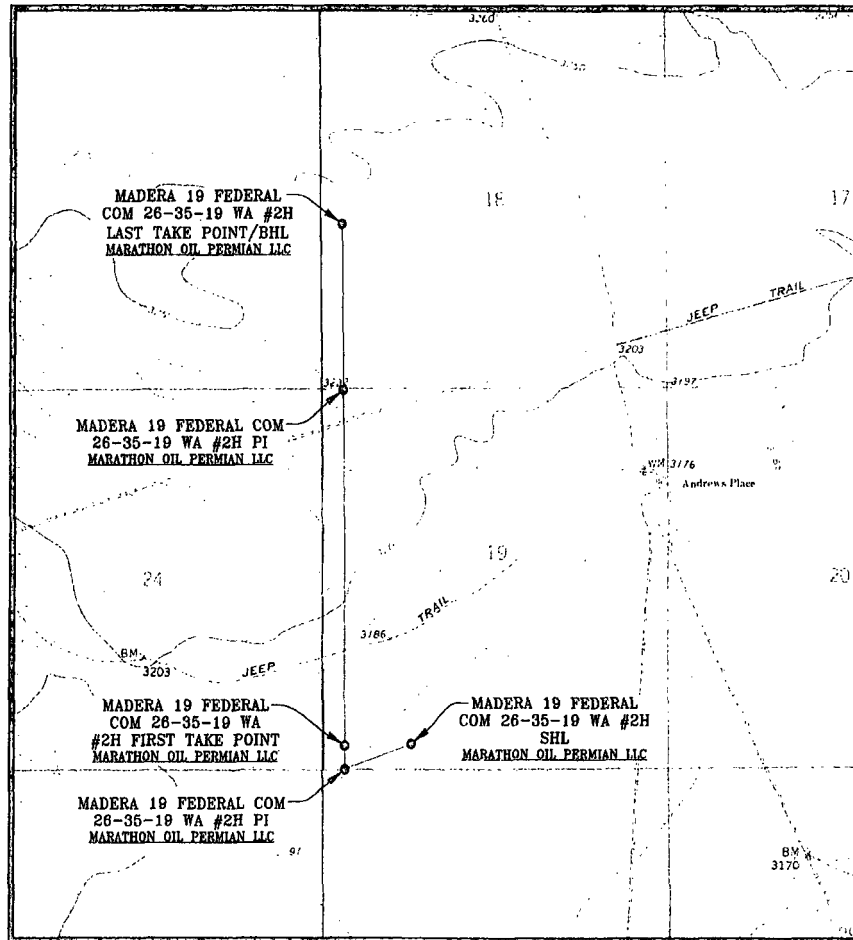 3260
MADERA 19 FEDERAL
COM 26-35-19 WA #2H
LAST TAKE POINT/BHL
MARATHON OIL PERMIAN LLC
18
17
JEEP TRAIL
3203
3197
MADERA 19 FEDERAL COM
26-35-19 WA #2H PI
MARATHON OIL PERMIAN LLC
WM 3176
Andrews Place
24
19
20
3186
JEEP TRAIL
BM
3203
MADERA 19 FEDERAL
COM 26-35-19 WA
#2H FIRST TAKE POINT
MARATHON OIL PERMIAN LLC
MADERA 19 FEDERAL
COM 26-35-19 WA #2H
SHL
MARATHON OIL PERMIAN LLC
MADERA 19 FEDERAL COM
26-35-19 WA #2H PI
MARATHON OIL PERMIAN LLC
91
BM
3170